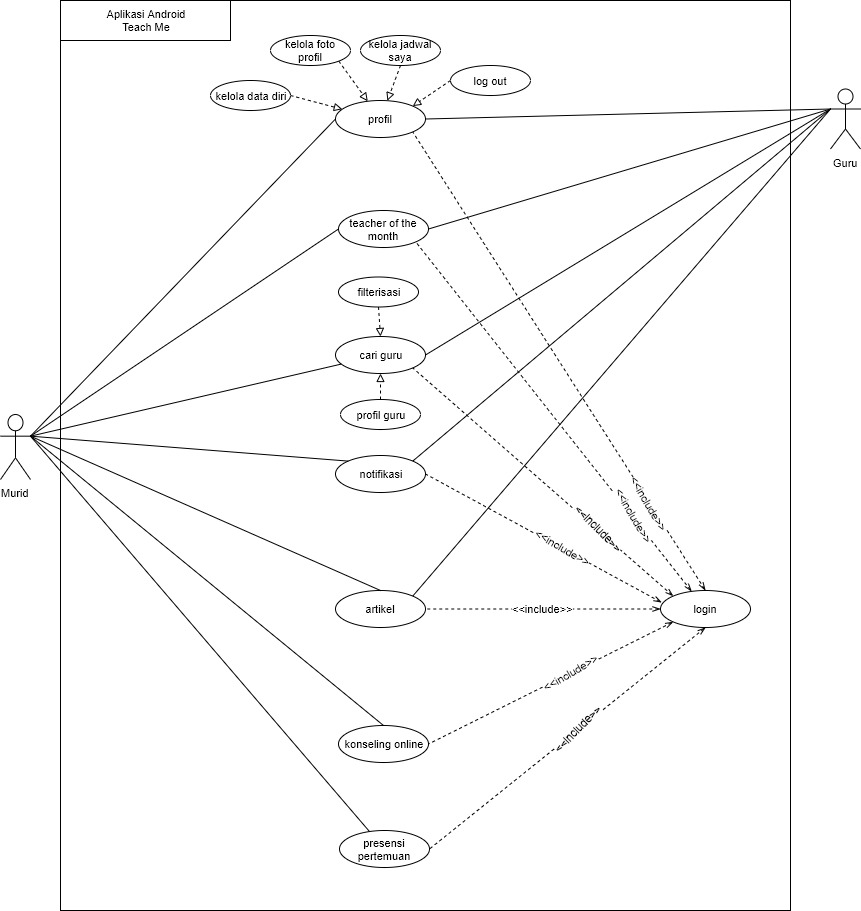 Aplikasi Android
Teach Me
kelola foto
profil
kelola jadwal
saya
log out
kelola data diri
profil
Guru
teacher of the
month
filterisasi
cari guru
profil guru
Murid
notifikasi
<<include>>
<<include>>
<<include>>
<<include>>
artikel
<<include>>
login
<<include>>
konseling online
<<include>>
presensi
pertemuan